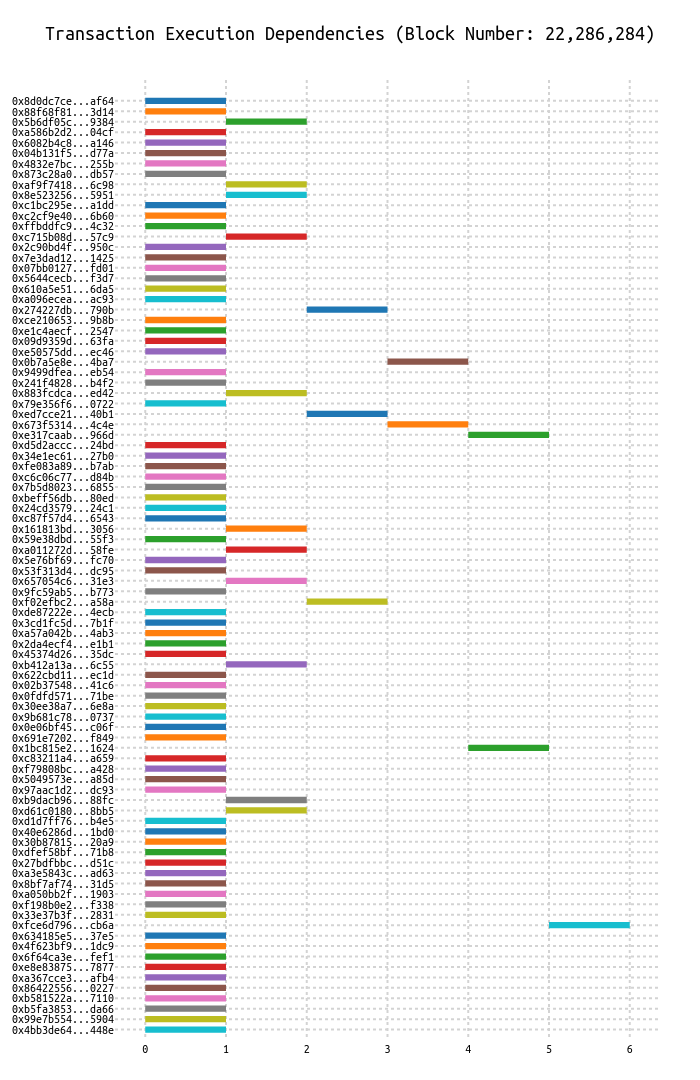 Transaction Execution Dependencies (Block Number: 22,286,284)
0x8d0dc7ce...af64
0x88f68f81...3d14
0x5b6df05c...9384
0xa586b2d2...04cf
0x6082b4c8...a146
0x04b131f5...d77a
0x4832e7bc...255b
0x873c28a0...db57
0xaf9f7418...6c98
0x8e523256...5951
0xc1bc295e...a1dd
0xc2cf9e40...6b60
0xffbddfc9...4c32
0xc715b08d...57c9
0x2c90bd4f...950c
0x7e3dad12...1425
0x07bb0127...fd01
0x5644cecb...f3d7
0x610a5e51...6da5
0xa096ecea...ac93
0x274227db...790b
0xce210653...9b8b
0xe1c4aecf...2547
0x09d9359d...63fa
0xe50575dd...ec46
0x0b7a5e8e...4ba7
0x9499dfea...eb54
0x241f4828...b4f2
0x883fcdca...ed42
0x79e356f6...0722
0xed7cce21...40b1
0x673f5314...4c4e
0xe317caab...966d
0xd5d2accc...24bd
0x34e1ec61...27b0
0xfe083a89...b7ab
0xc6c06c77...d84b
0x7b5d8023...6855
0xbeff56db...80ed
0x24cd3579...24c1
0xc87f57d4...6543
0x161813bd...3056
0x59e38dbd...55f3
0xa011272d...58fe
0x5e76bf69...fc70
0x53f313d4...dc95
0x657054c6...31e3
0x9fc59ab5...b773
0xf02efbc2...a58a
0xde87222e...4ecb
0x3cd1fc5d...7b1f
0xa57a042b...4ab3
0x2da4ecf4...e1b1
0x45374d26...35dc
0xb412a13a...6c55
0x622cbd11...ec1d
0x02b37548...41c6
0x0fdfd571...71be
0x30ee38a7...6e8a
0x9b681c78...0737
0x0e06bf45...c06f
0x691e7202...f849
0x1bc815e2...1624
0xc83211a4...a659
0xf79808bc...a428
0x5049573e...a85d
0x97aac1d2...dc93
0xb9dacb96...88fc
0xd61c0180...8bb5
0xd1d7ff76...b4e5
0x40e6286d...1bd0
0x30b87815...20a9
0xdfef58bf...71b8
0x27bdfbbc...d51c
0xa3e5843c...ad63
0x8bf7af74...31d5
0xa050bb2f...1903
0xf198b0e2...f338
0x33e37b3f...2831
0xfce6d796...cb6a
0x634185e5...37e5
0x4f623bf9...1dc9
0x6f64ca3e...fef1
0xe8e83875...7877
0xa367cce3...afb4
0x86422556...0227
0xb581522a...7110
0xb5fa3853...da66
0x99e7b554...5904
0x4bb3de64...448e
0 1 2 3 4 5 6